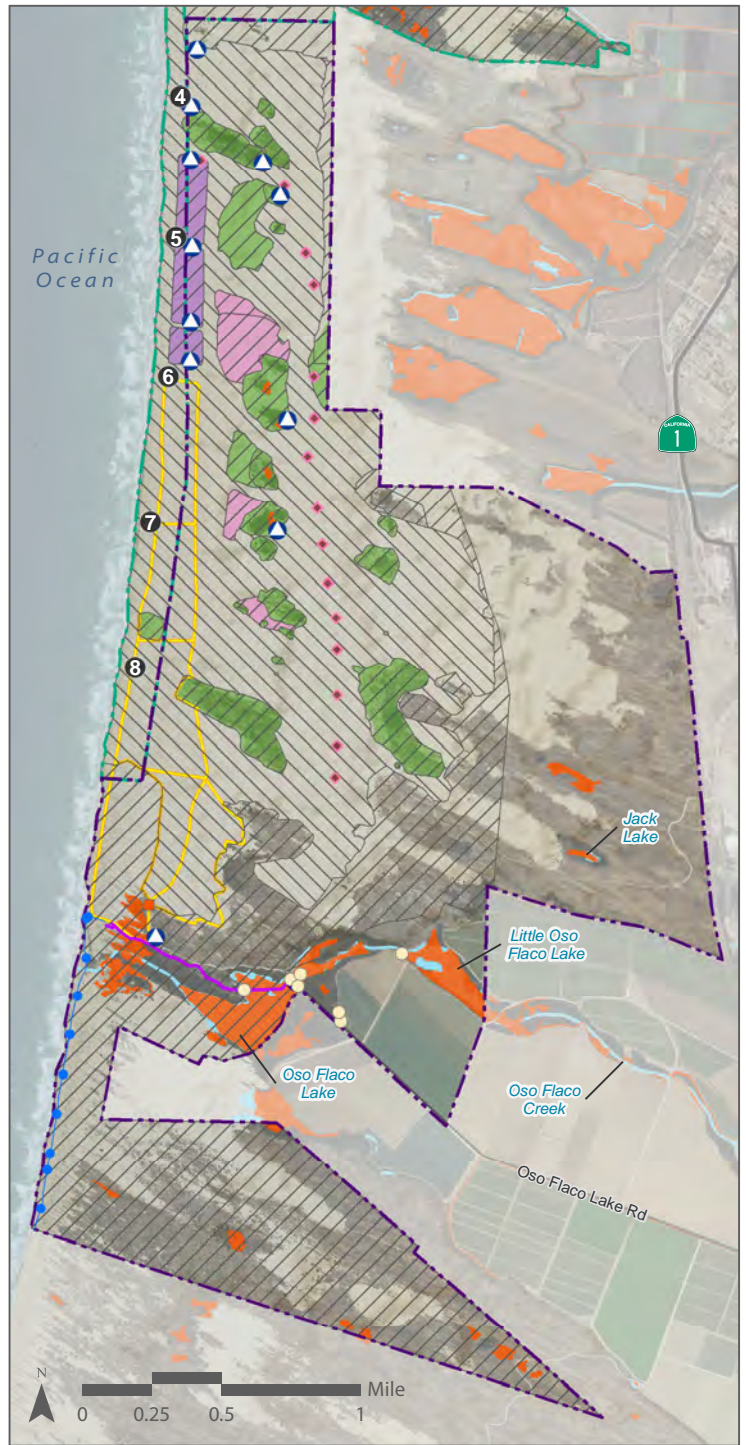 4
Pacific
Ocean
5
6
CALIFORNIA
1
7
8
Jack
Lake
Little Oso
Flaco Lake
Oso Flaco
Lake
Oso Flaco
Creek
Oso Flaco Lake Rd
N
Mile
0 0.25 0.5 1